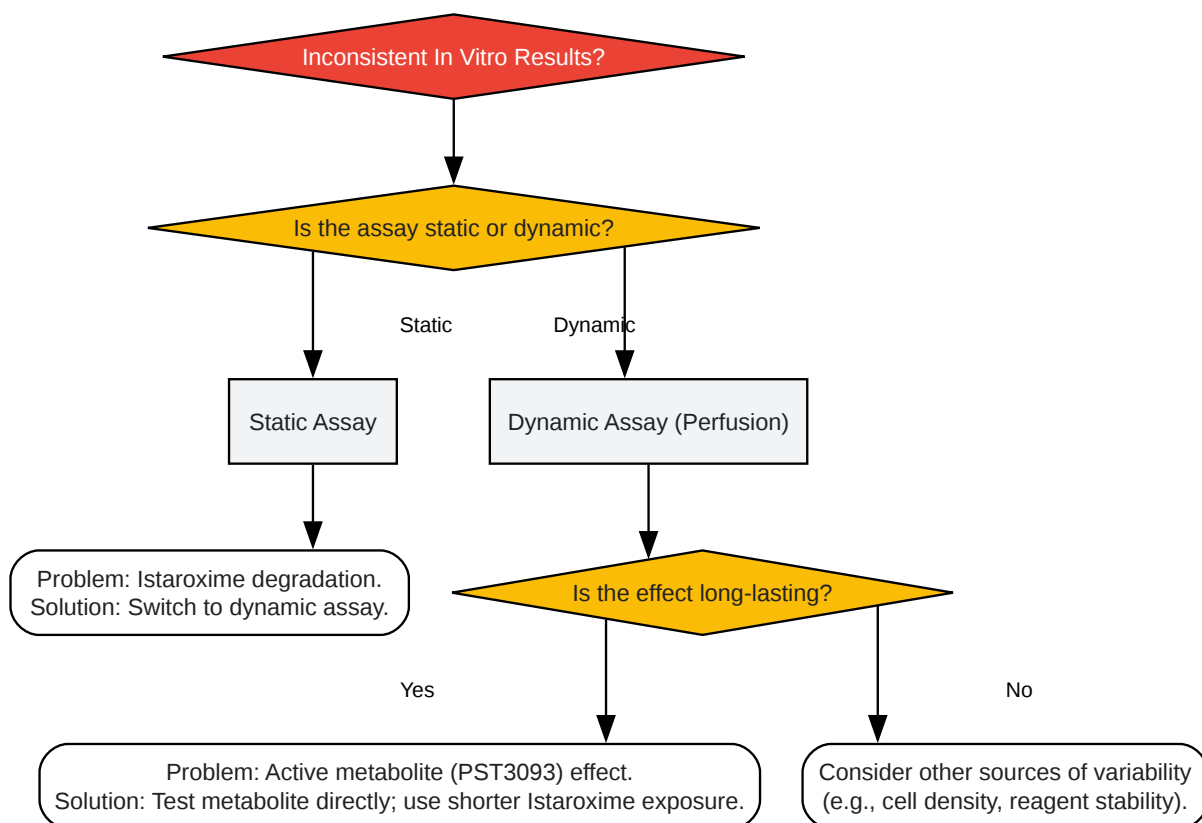 Inconsistent In Vitro Results?
Is the assay static or dynamic?
Static
Dynamic
Static Assay
Dynamic Assay (Perfusion)
Problem: Istaroxime degradation.
Solution: Switch to dynamic assay.
Is the effect long-lasting?
Yes
No
Problem: Active metabolite (PST3093) effect.
Solution: Test metabolite directly; use shorter Istaroxime exposure.
Consider other sources of variability
(e.g., cell density, reagent stability).